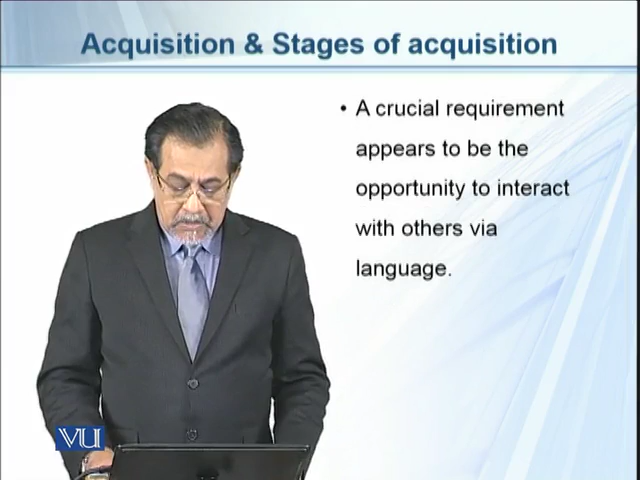 Acquisition & Stages of acquisition
• A crucial requirement
appears to be the
opportunity to interact
with others via
language.
VU